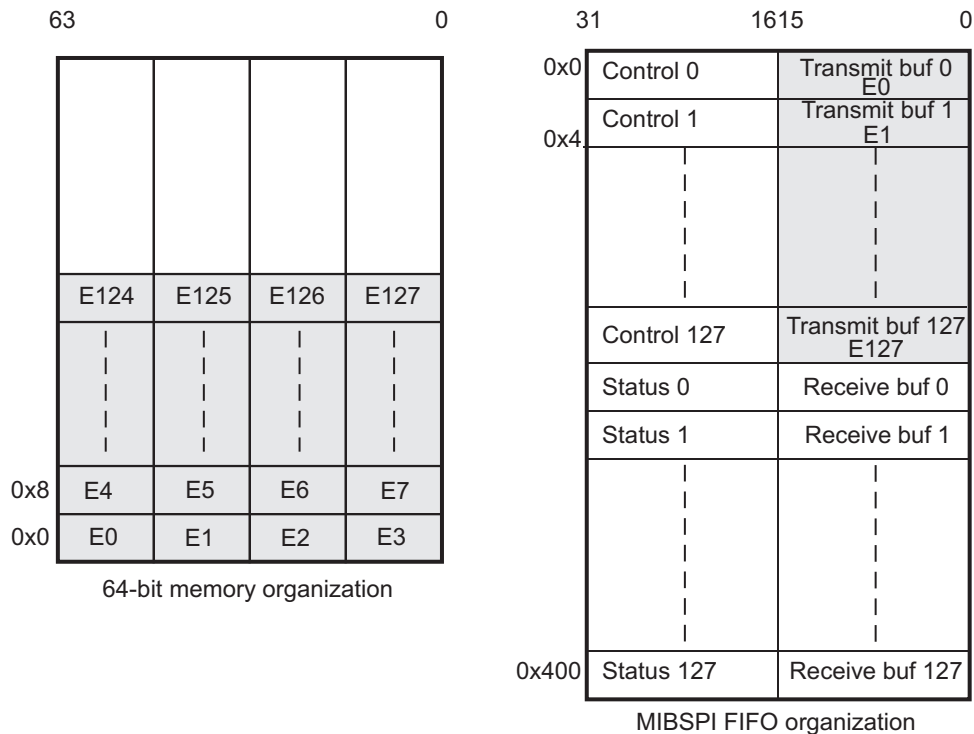 63 0
E124 E125 E126 E127
0x8 E4 E5 E6 E7
0x0 E0 E1 E2 E3
64-bit memory organization
31 1615 0
0x0 Control 0 Transmit buf 0
E0
Control 1 Transmit buf 1
0x4 E1
Control 127 Transmit buf 127
E127
Status 0 Receive buf 0
Status 1 Receive buf 1
0x400 Status 127 Receive buf 127
MIBSPI FIFO organization